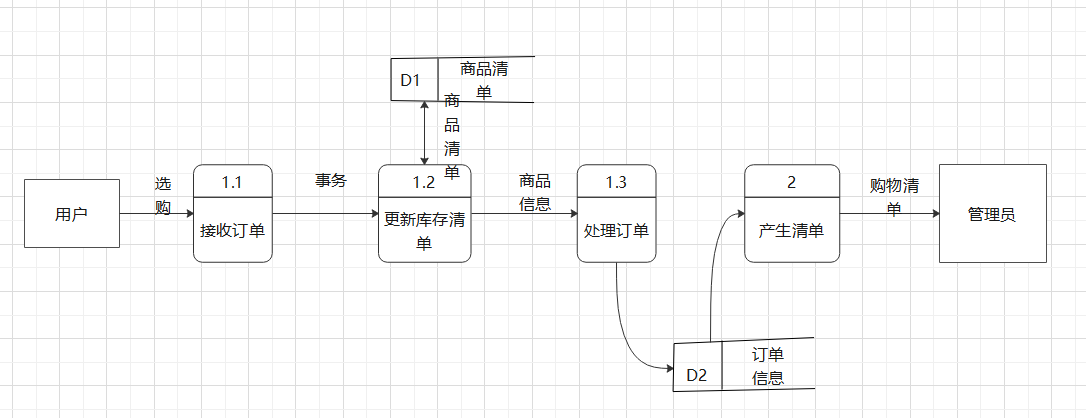 D1
商品清
单
商
品
清
单
用户
选
购
1.1
接收订单
事务
1.2
更新库存清
单
商品
信息
1.3
处理订单
2
产生清单
购物清
单
管理员
D2
订单
信息